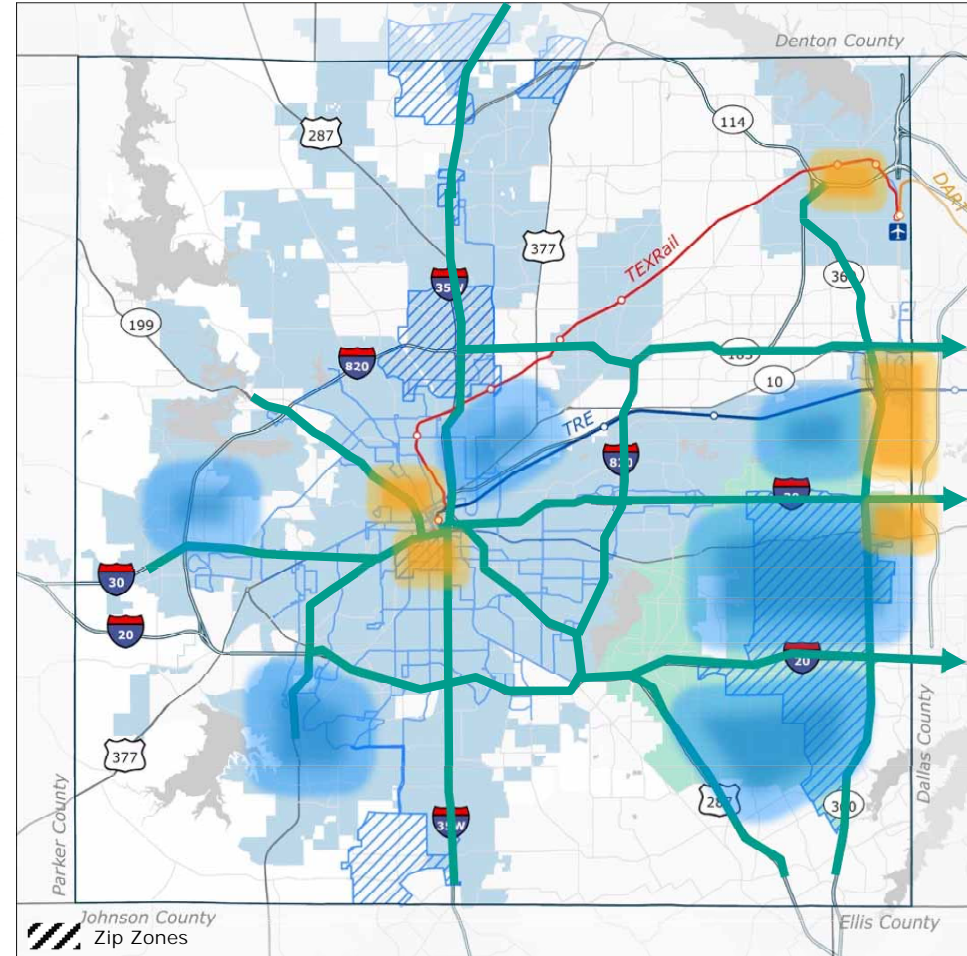 Denton County
287
114
DART
377
TEXRail
35W
360
199
820
183
10
TRE
820
30
30
20
20
377
287
360
35W
Dallas County
Parker County
Johnson County
Ellis County
Zip Zones